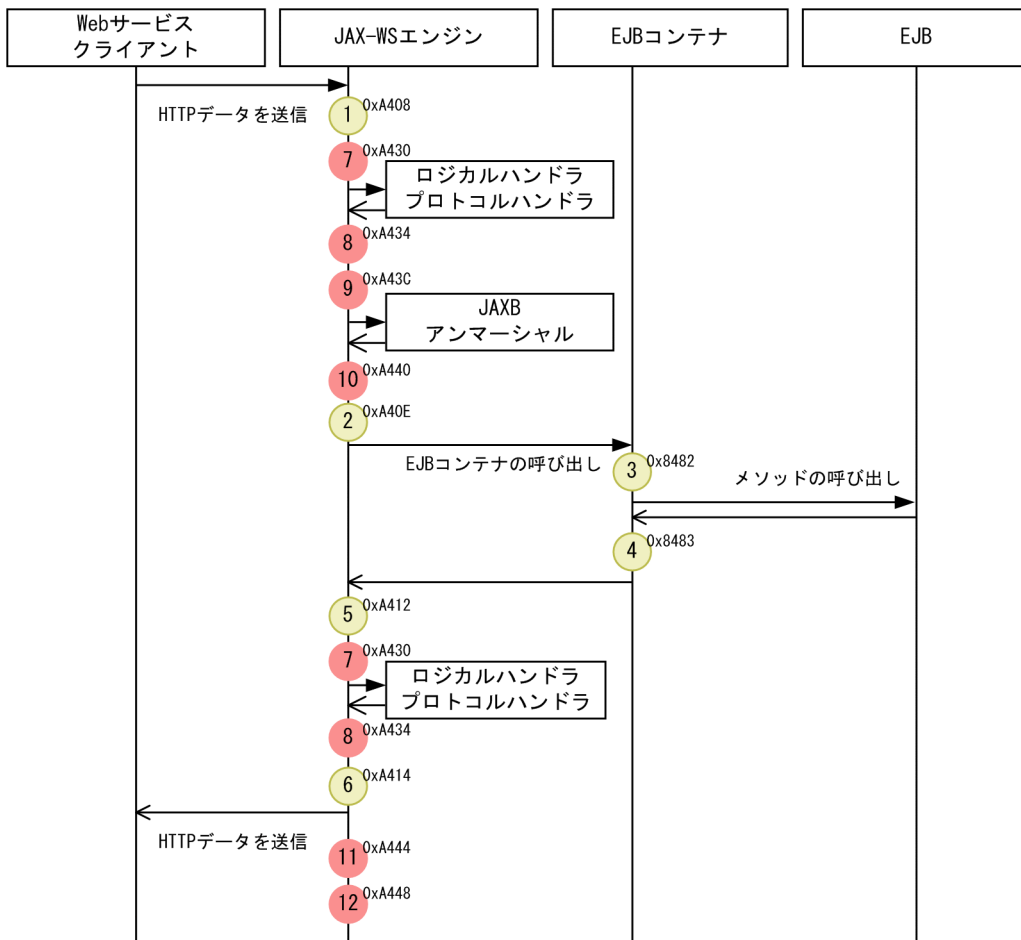 Webサービス
クライアント
JAX-WSエンジン
EJBコンテナ
EJB
HTTPデータを送信
1
0xA408
7
0xA430
ロジカルハンドラ
プロトコルハンドラ
8
0xA434
9
0xA43C
JAXB
アンマーシャル
10
0xA440
2
0xA40E
EJBコンテナの呼び出し
3
0x8482
メソッドの呼び出し
4
0x8483
5
0xA412
7
0xA430
ロジカルハンドラ
プロトコルハンドラ
8
0xA434
6
0xA414
HTTPデータを送信
11
0xA444
12
0xA448